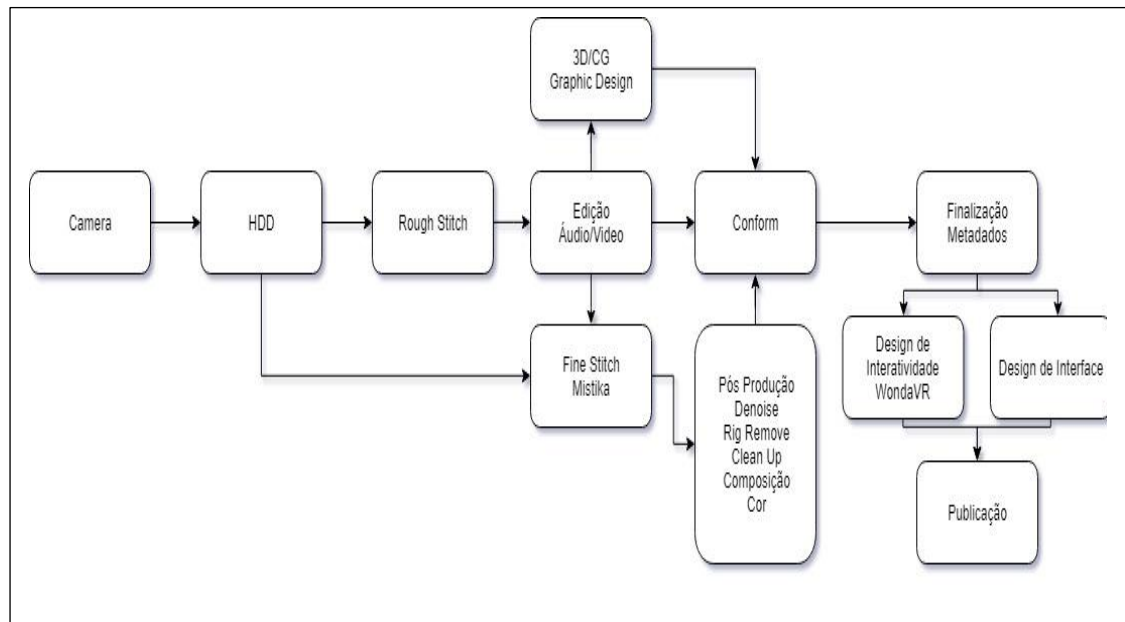 3D/CG
Graphic Design
Camera
HDD
Rough Stitch
Edição
Áudio/Video
Conform
Finalização
Metadados
Fine Stitch
Mistika
Pós Produção
Denoise
Rig Remove
Clean Up
Composição
Cor
Design de
Interatividade
WondaVR
Design de Interface
Publicação